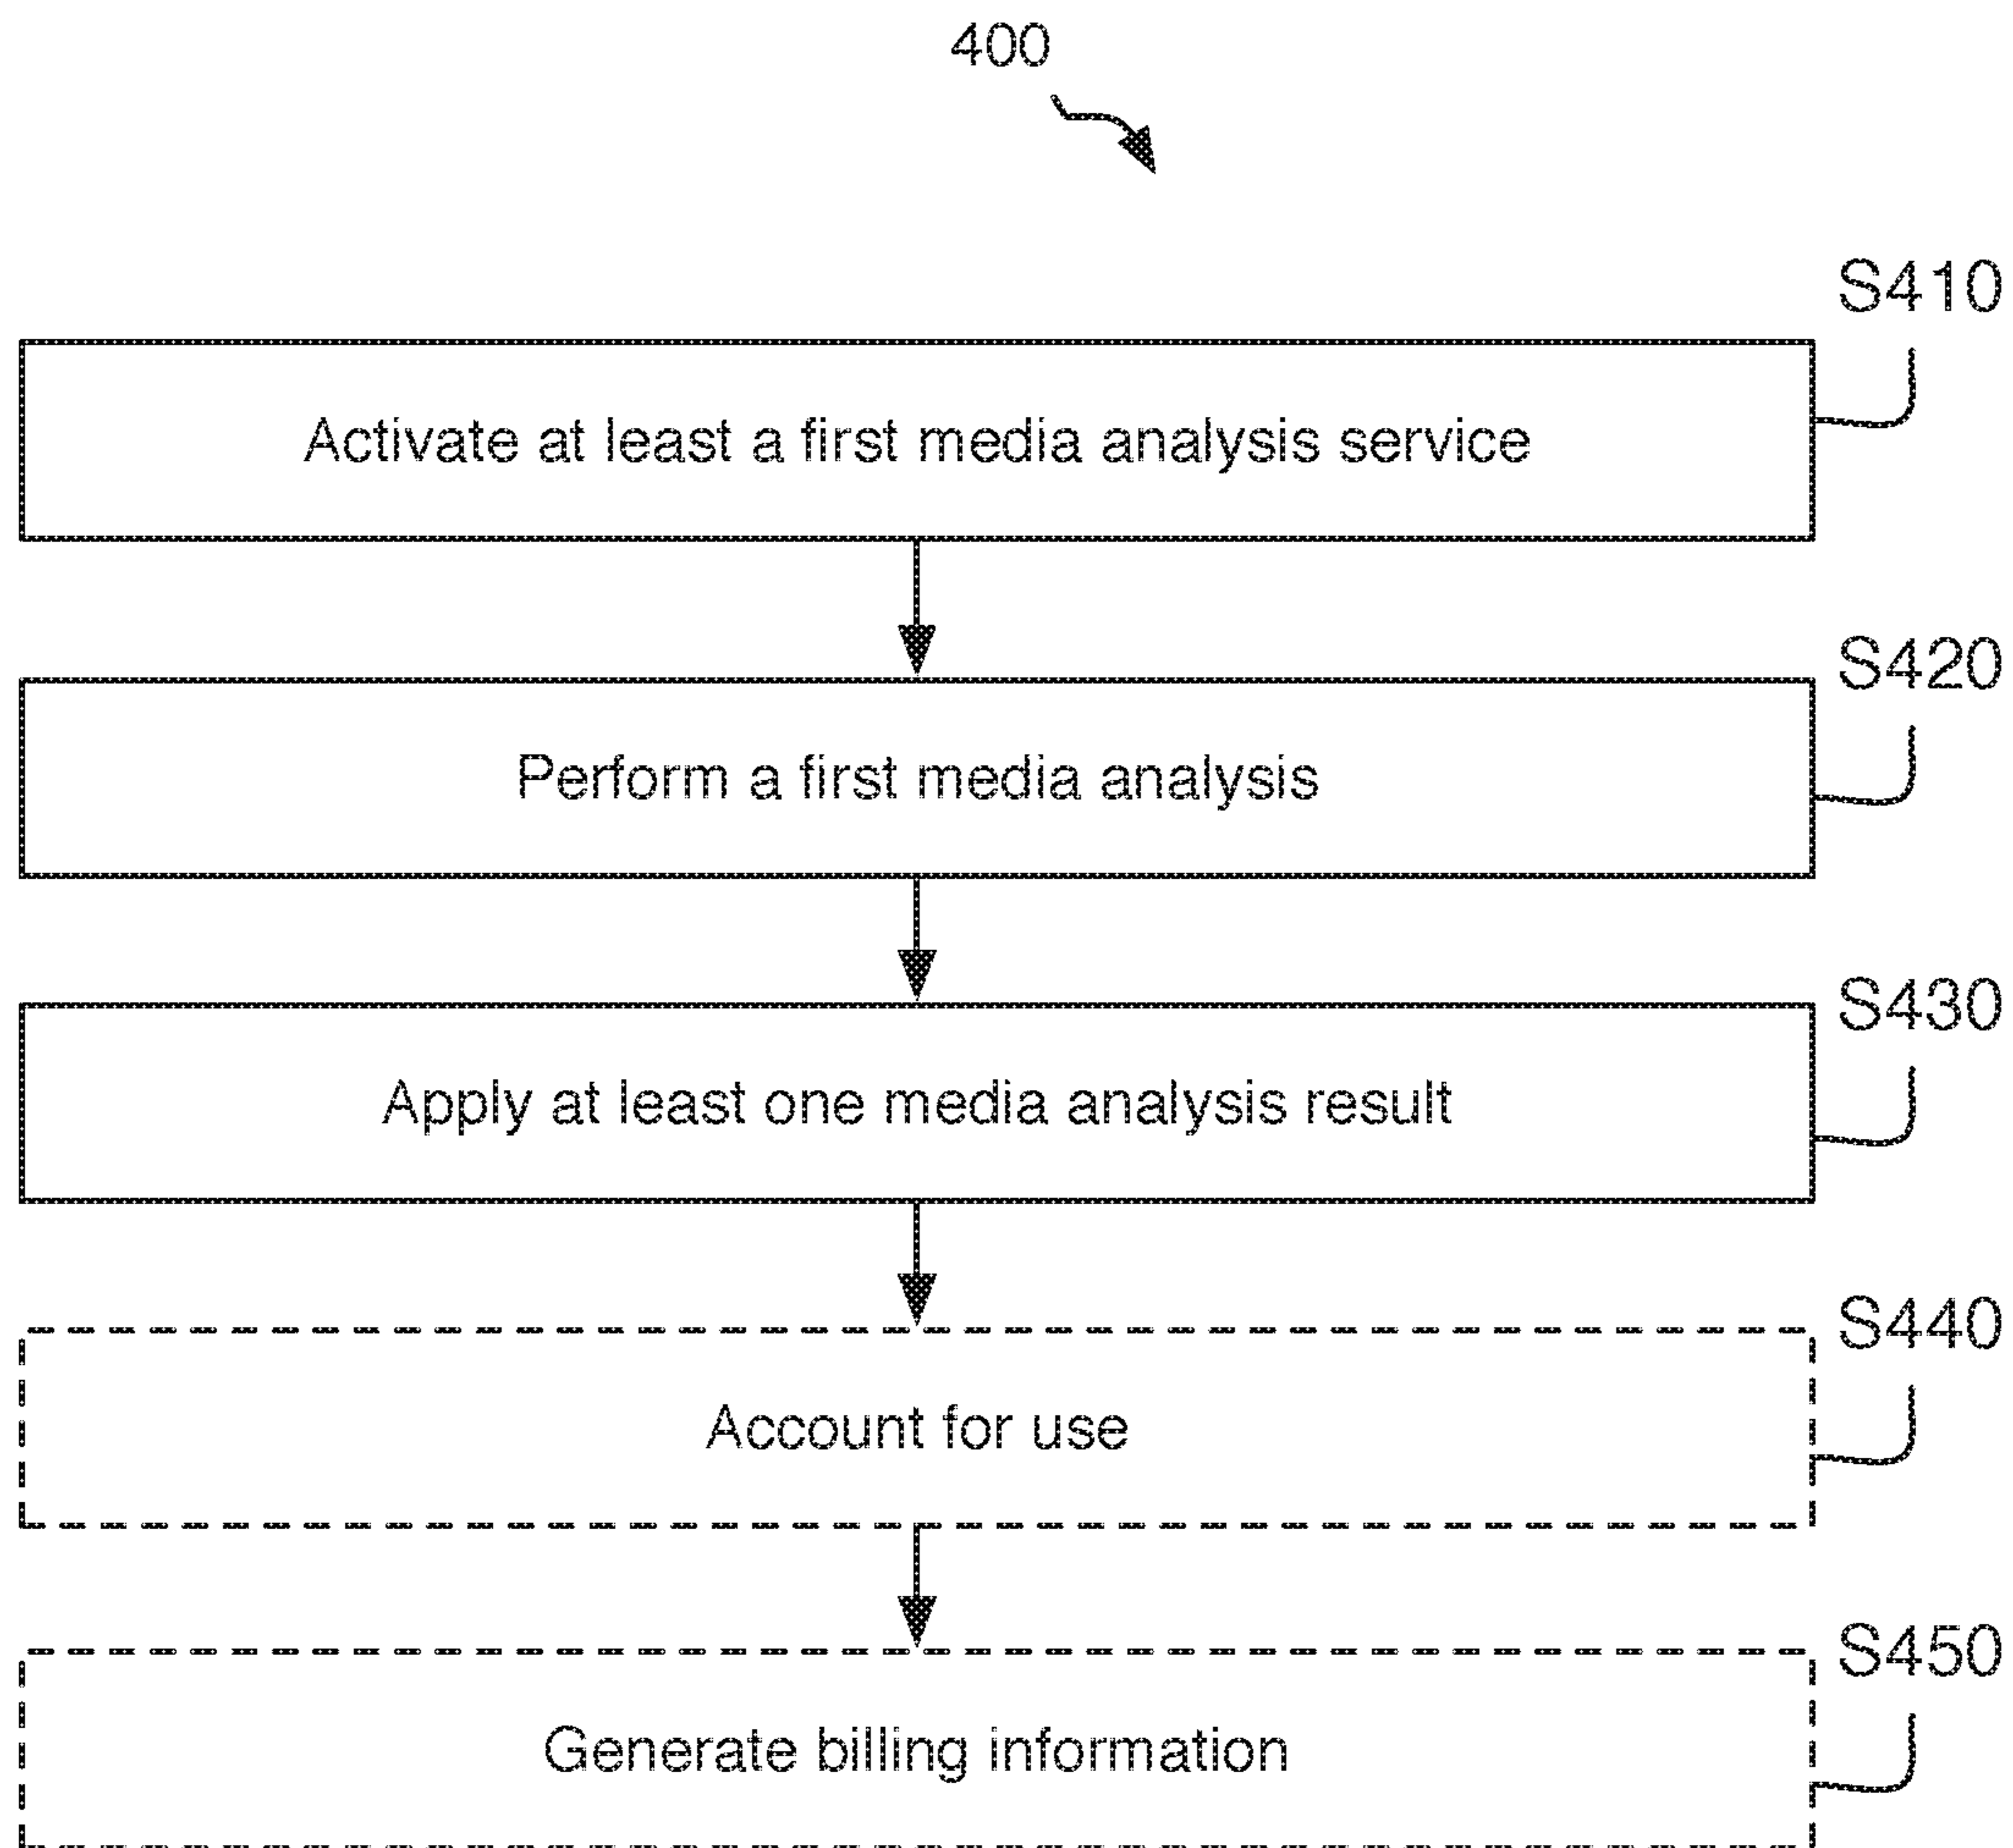 400
S410
Activate at least a first media analysis service
S420
Perform a first media analysis
S430
Apply at least one media analysis result
S440
Account for use
S450
Generate billing information